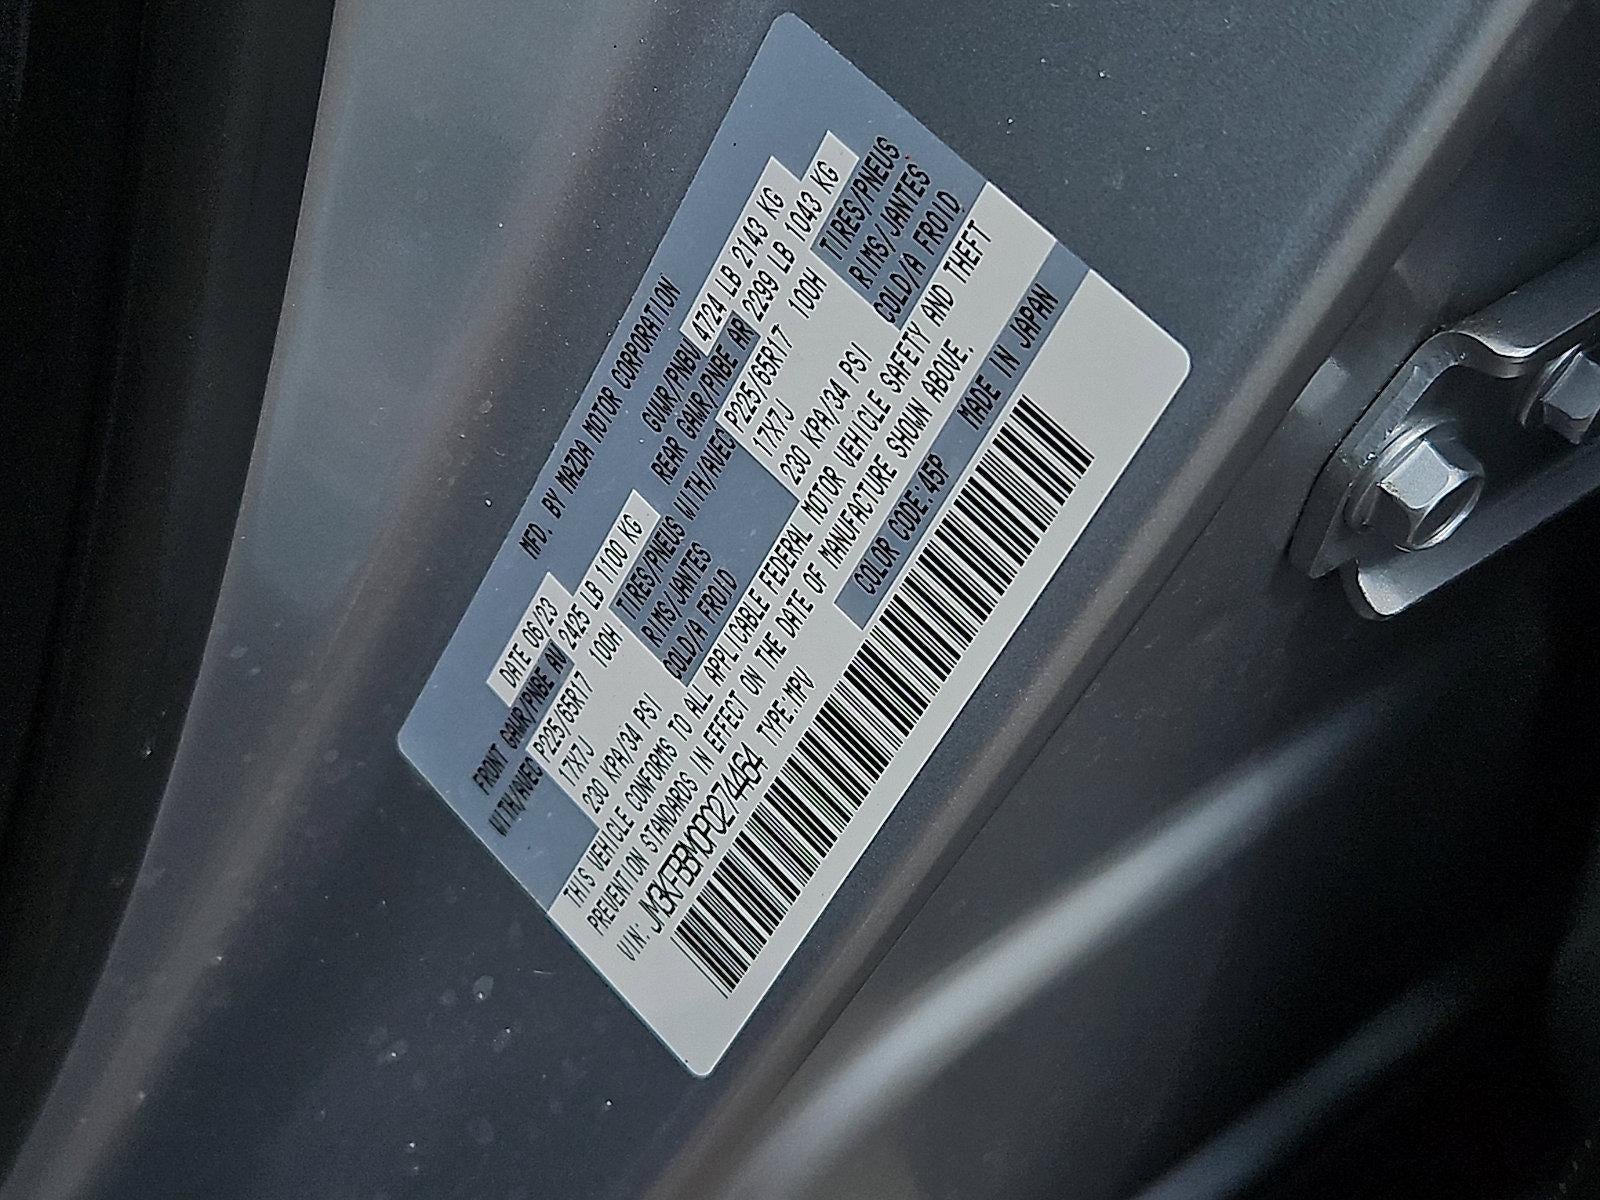 MFD. BY MAZDA MOTOR CORPORATION
DATE 06/23 GVWR/PNBV 4724 LB 2143 KG
FRONT GAWR/PNBE AV 2425 LB 1100 KG REAR GAWR/PNBE AR 2299 LB 1043 KG
WITH/AVEC P225/65R17 100H TIRES/PNEUS WITH/AVEC P225/65R17 100H TIRES/PNEUS
17X7J RIMS/JANTES 17X7J RIMS/JANTES
230 KPA/34 PSI COLD/A FROID 230 KPA/34 PSI COLD/A FROID
THIS VEHICLE CONFORMS TO ALL APPLICABLE FEDERAL MOTOR VEHICLE SAFETY AND THEFT
PREVENTION STANDARDS IN EFFECT ON THE DATE OF MANUFACTURE SHOWN ABOVE.
VIN: JM3KFBBM0P0274464 TYPE:MPV COLOR CODE:45P MADE IN JAPAN